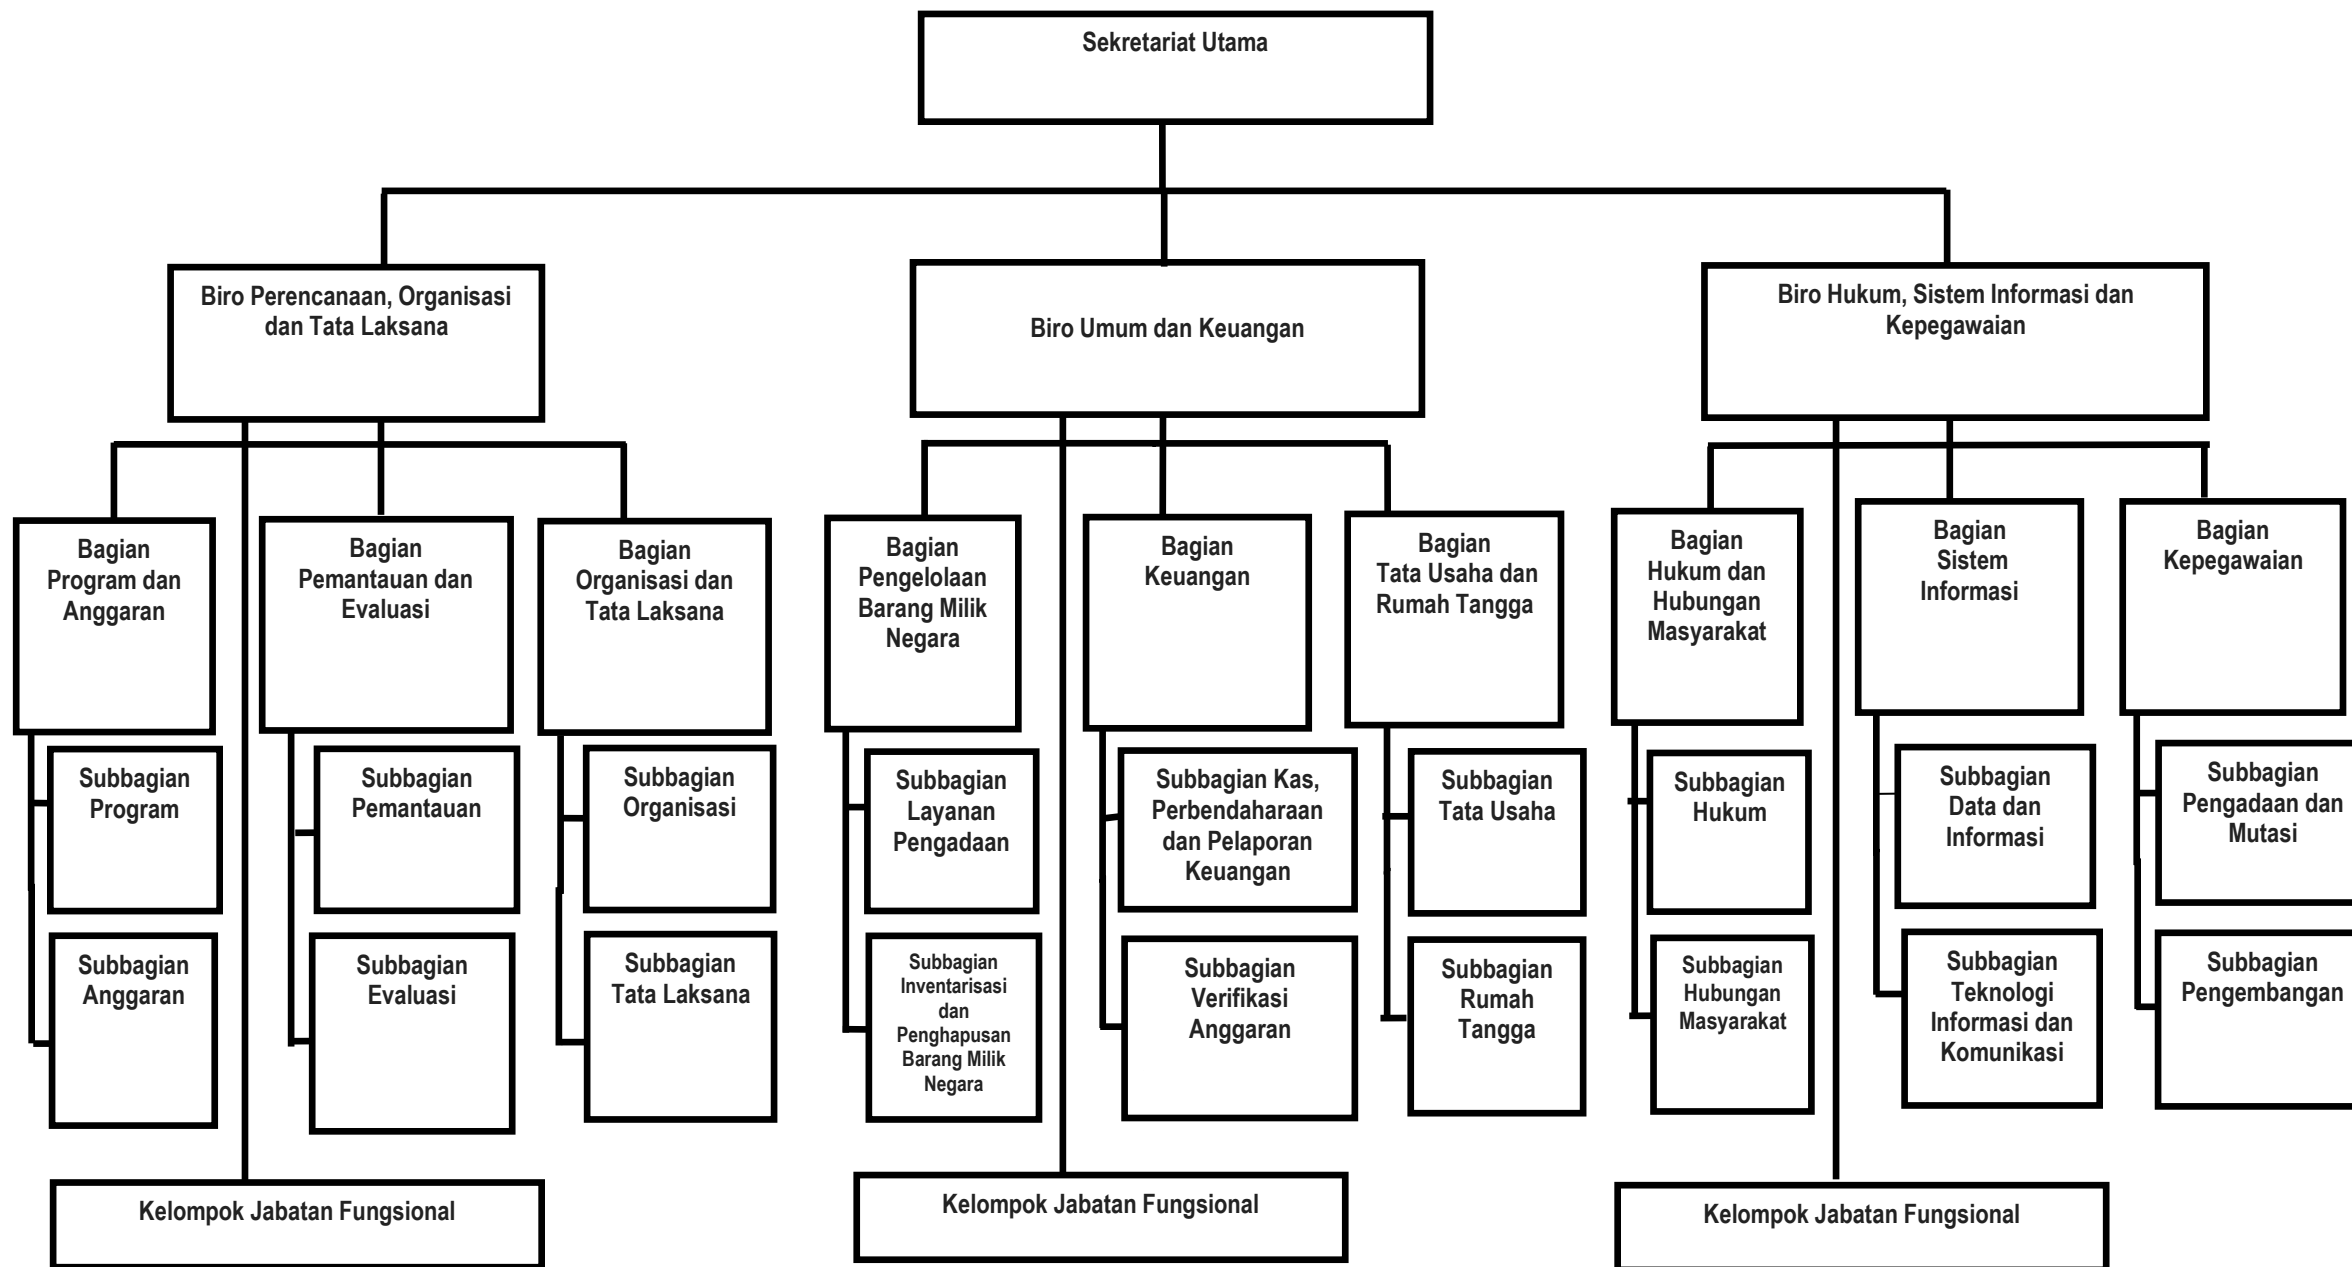 Sekretariat Utama
Biro Perencanaan, Organisasi
dan Tata Laksana
Biro Umum dan Keuangan
Biro Hukum, Sistem Informasi dan
Kepegawaian
Bagian
Program dan
Anggaran
Bagian
Pemantauan dan
Evaluasi
Bagian
Organisasi dan
Tata Laksana
Bagian
Pengelolaan
Barang Milik
Negara
Bagian
Keuangan
Bagian
Tata Usaha dan
Rumah Tangga
Bagian
Hukum dan
Hubungan
Masyarakat
Bagian
Sistem
Informasi
Bagian
Kepegawaian
Subbagian
Program
Subbagian
Pemantauan
Subbagian
Organisasi
Subbagian
Layanan
Pengadaan
Subbagian Kas,
Perbendaharaan
dan Pelaporan
Keuangan
Subbagian
Tata Usaha
Subbagian
Hukum
Subbagian
Data dan
Informasi
Subbagian
Pengadaan dan
Mutasi
Subbagian
Anggaran
Subbagian
Evaluasi
Subbagian
Tata Laksana
Subbagian
Inventarisasi
dan
Penghapusan
Barang Milik
Negara
Subbagian
Verifikasi
Anggaran
Subbagian
Rumah
Tangga
Subbagian
Hubungan
Masyarakat
Subbagian
Teknologi
Informasi dan
Komunikasi
Subbagian
Pengembangan
Kelompok Jabatan Fungsional
Kelompok Jabatan Fungsional
Kelompok Jabatan Fungsional